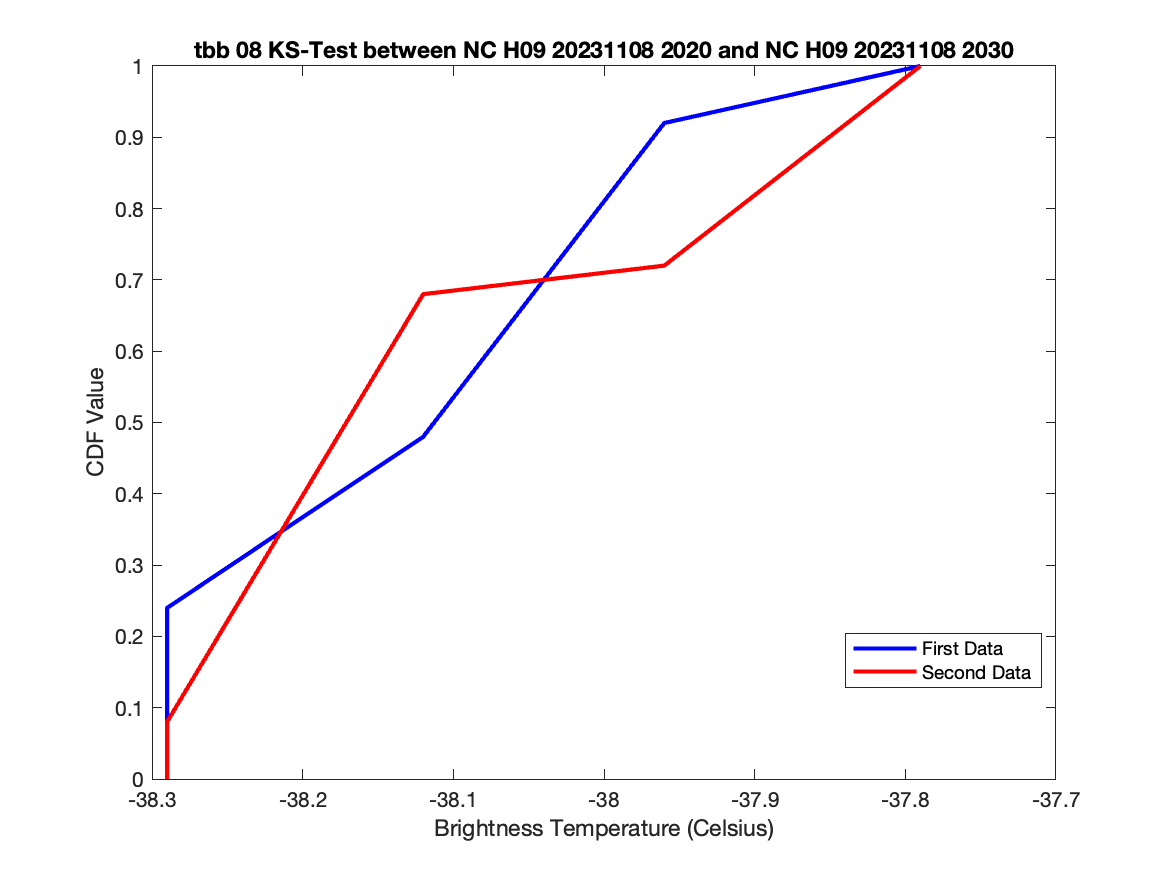 tbb 08 KS-Test between NC H09 20231108 2020 and NC H09 20231108 2030
1
0.9
0.8
0.7
0.6
0.5
0.4
0.3
0.2
0.1
0
CDF Value
First Data
Second Data
-38.3 -38.2 -38.1 -38 -37.9 -37.8 -37.7
Brightness Temperature (Celsius)